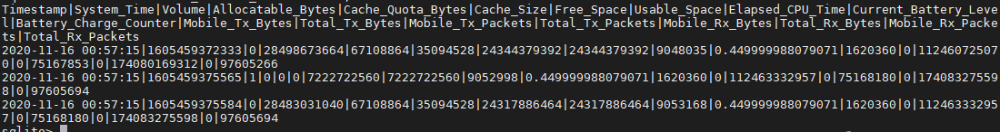 Timestamp|System_Time|Volume|Allocatable_Bytes|Cache_Quota_Bytes|Cache_Size|Free_Space|Usable_Space|Elapsed_CPU_Time|Current_Battery_Leve
l|Battery_Charge_Counter|Mobile_Tx_Bytes|Total_Tx_Bytes|Mobile_Tx_Packets|Total_Tx_Packets|Mobile_Rx_Bytes|Total_Rx_Bytes|Mobile_Rx_Packe
ts|Total_Rx_Packets
2020-11-16 00:57:15|1605459372333|0|28498673664|67108864|35094528|24344379392|24344379392|9048035|0.449999988079071|1620360|0|11246072507
0|0|75167853|0|174080169312|0|97605266
2020-11-16 00:57:15|1605459375565|1|0|0|0|7222722560|7222722560|9052998|0.449999988079071|1620360|0|112463332957|0|75168180|0|17408327559
8|0|97605694
2020-11-16 00:57:15|1605459375584|0|28483031040|67108864|35094528|24317886464|24317886464|9053168|0.449999988079071|1620360|0|11246333295
7|0|75168180|0|174083275598|0|97605694
sqlite>